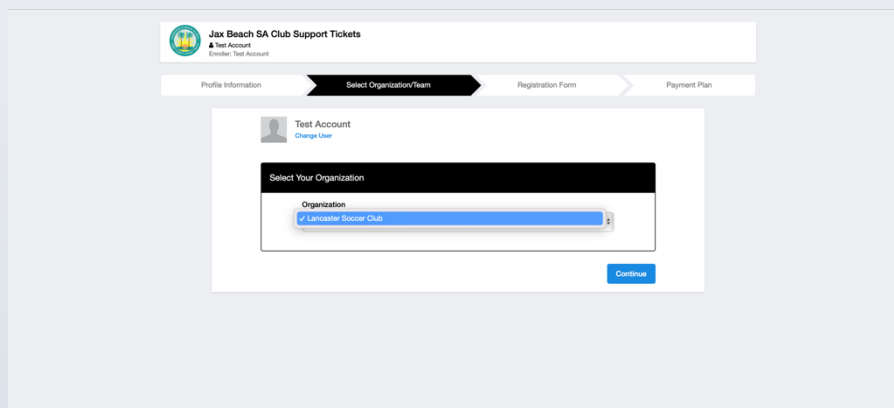 Jax Beach SA Club Support Tickets
Test Account
Enroller: Test Account
Profile Information
Select Organization/Team
Registration Form
Payment Plan
Test Account
Change User
Select Your Organization
Organization
✓ Lancaster Soccer Club
Continue